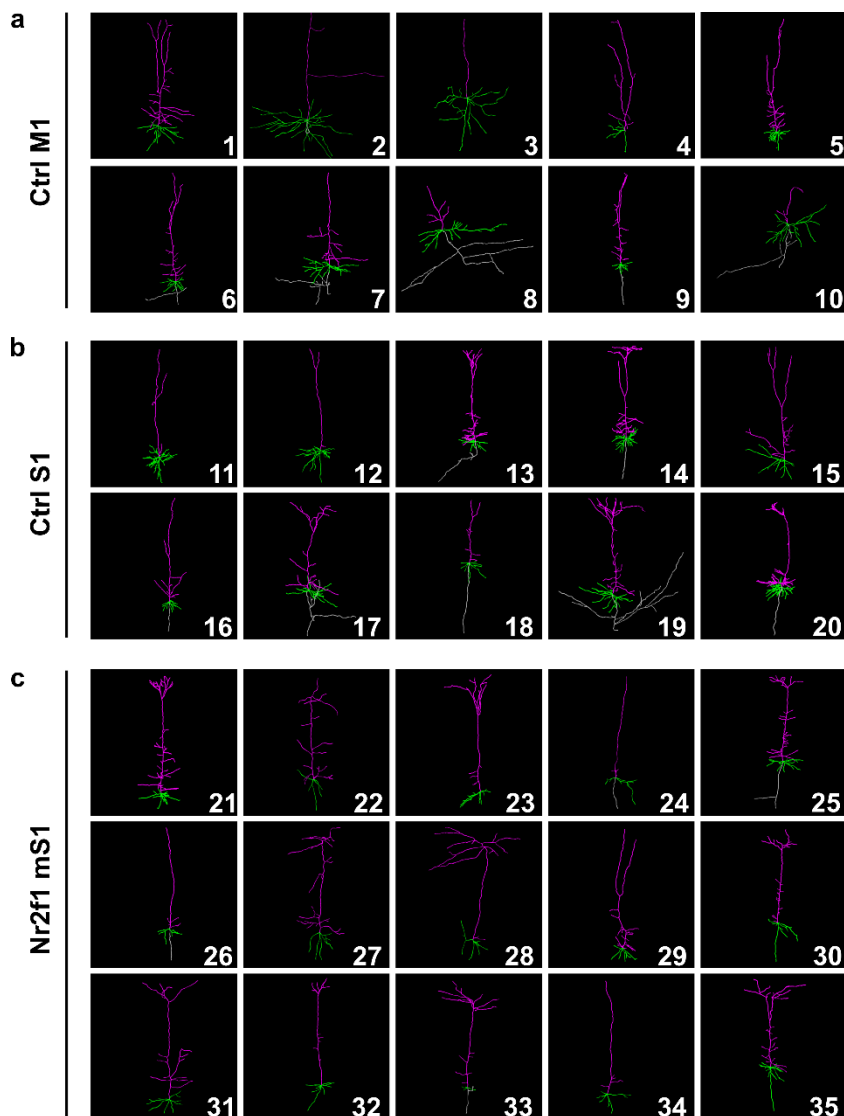 a
Ctrl M1
1 2 3 4 5
6 7 8 9 10
b
Ctrl S1
11 12 13 14 15
16 17 18 19 20
c
Nr2f1 mS1
21 22 23 24 25
26 27 28 29 30
31 32 33 34 35